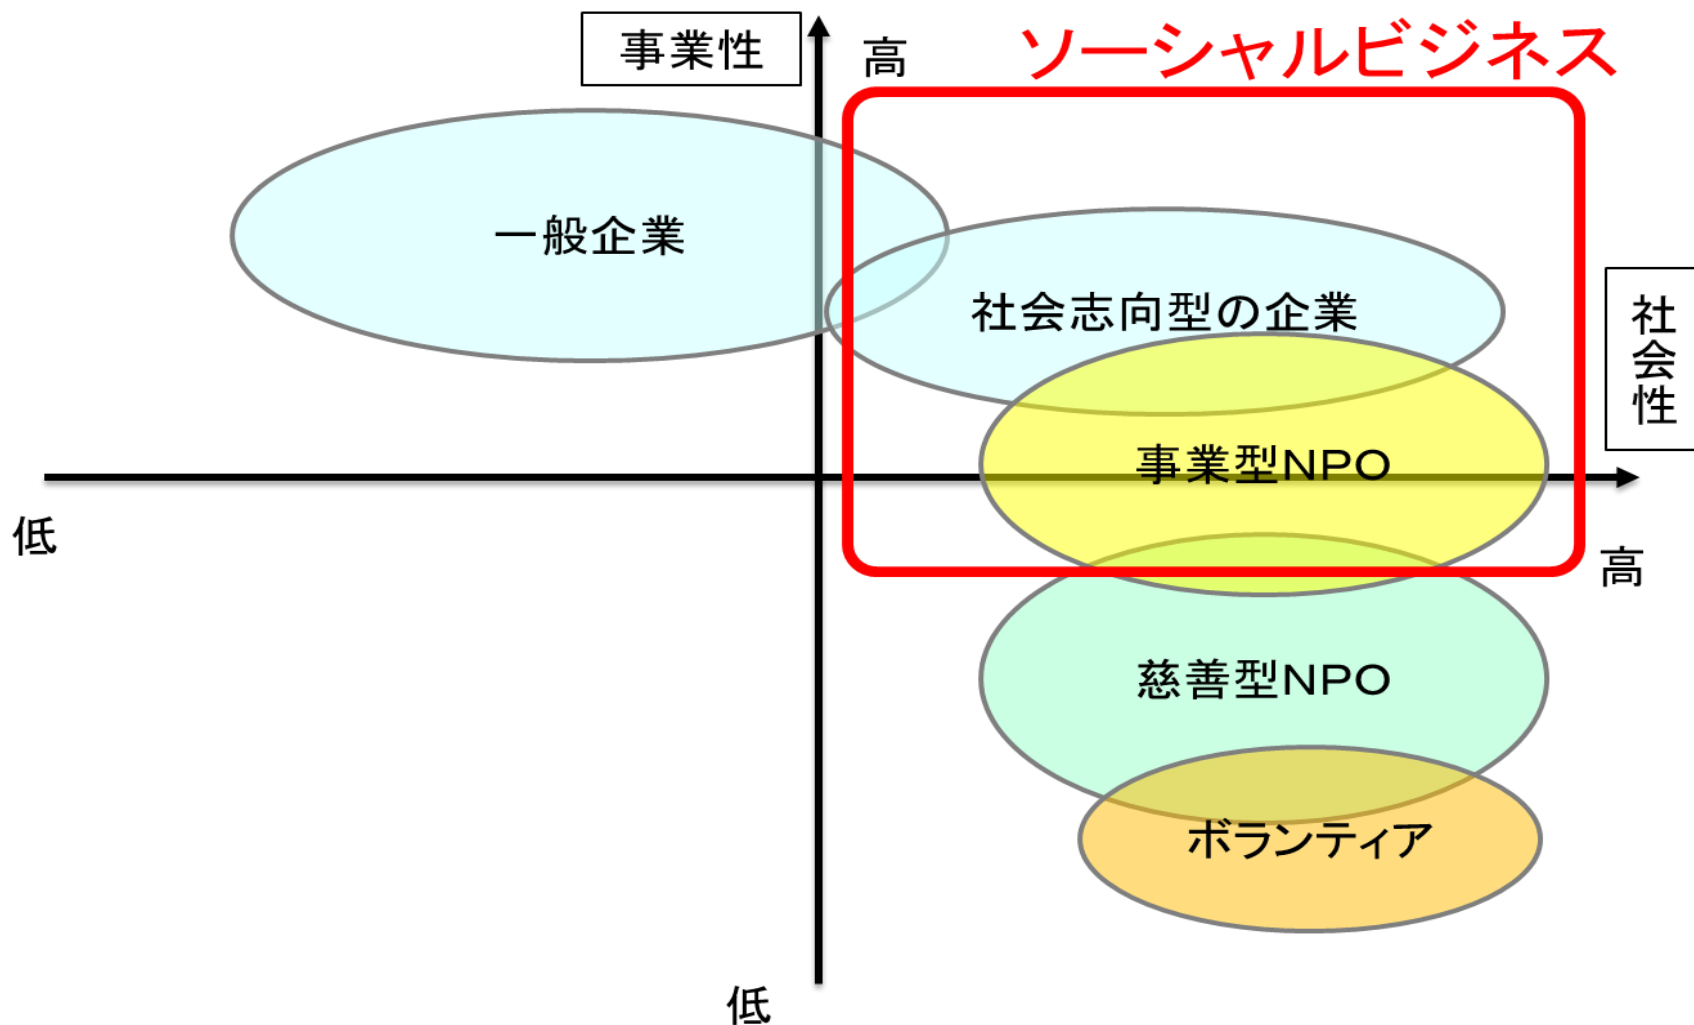 事業性
高
ソーシャルビジネス
一般企業
社会志向型の企業
社会性
事業型NPO
低
高
慈善型NPO
ボランティア
低